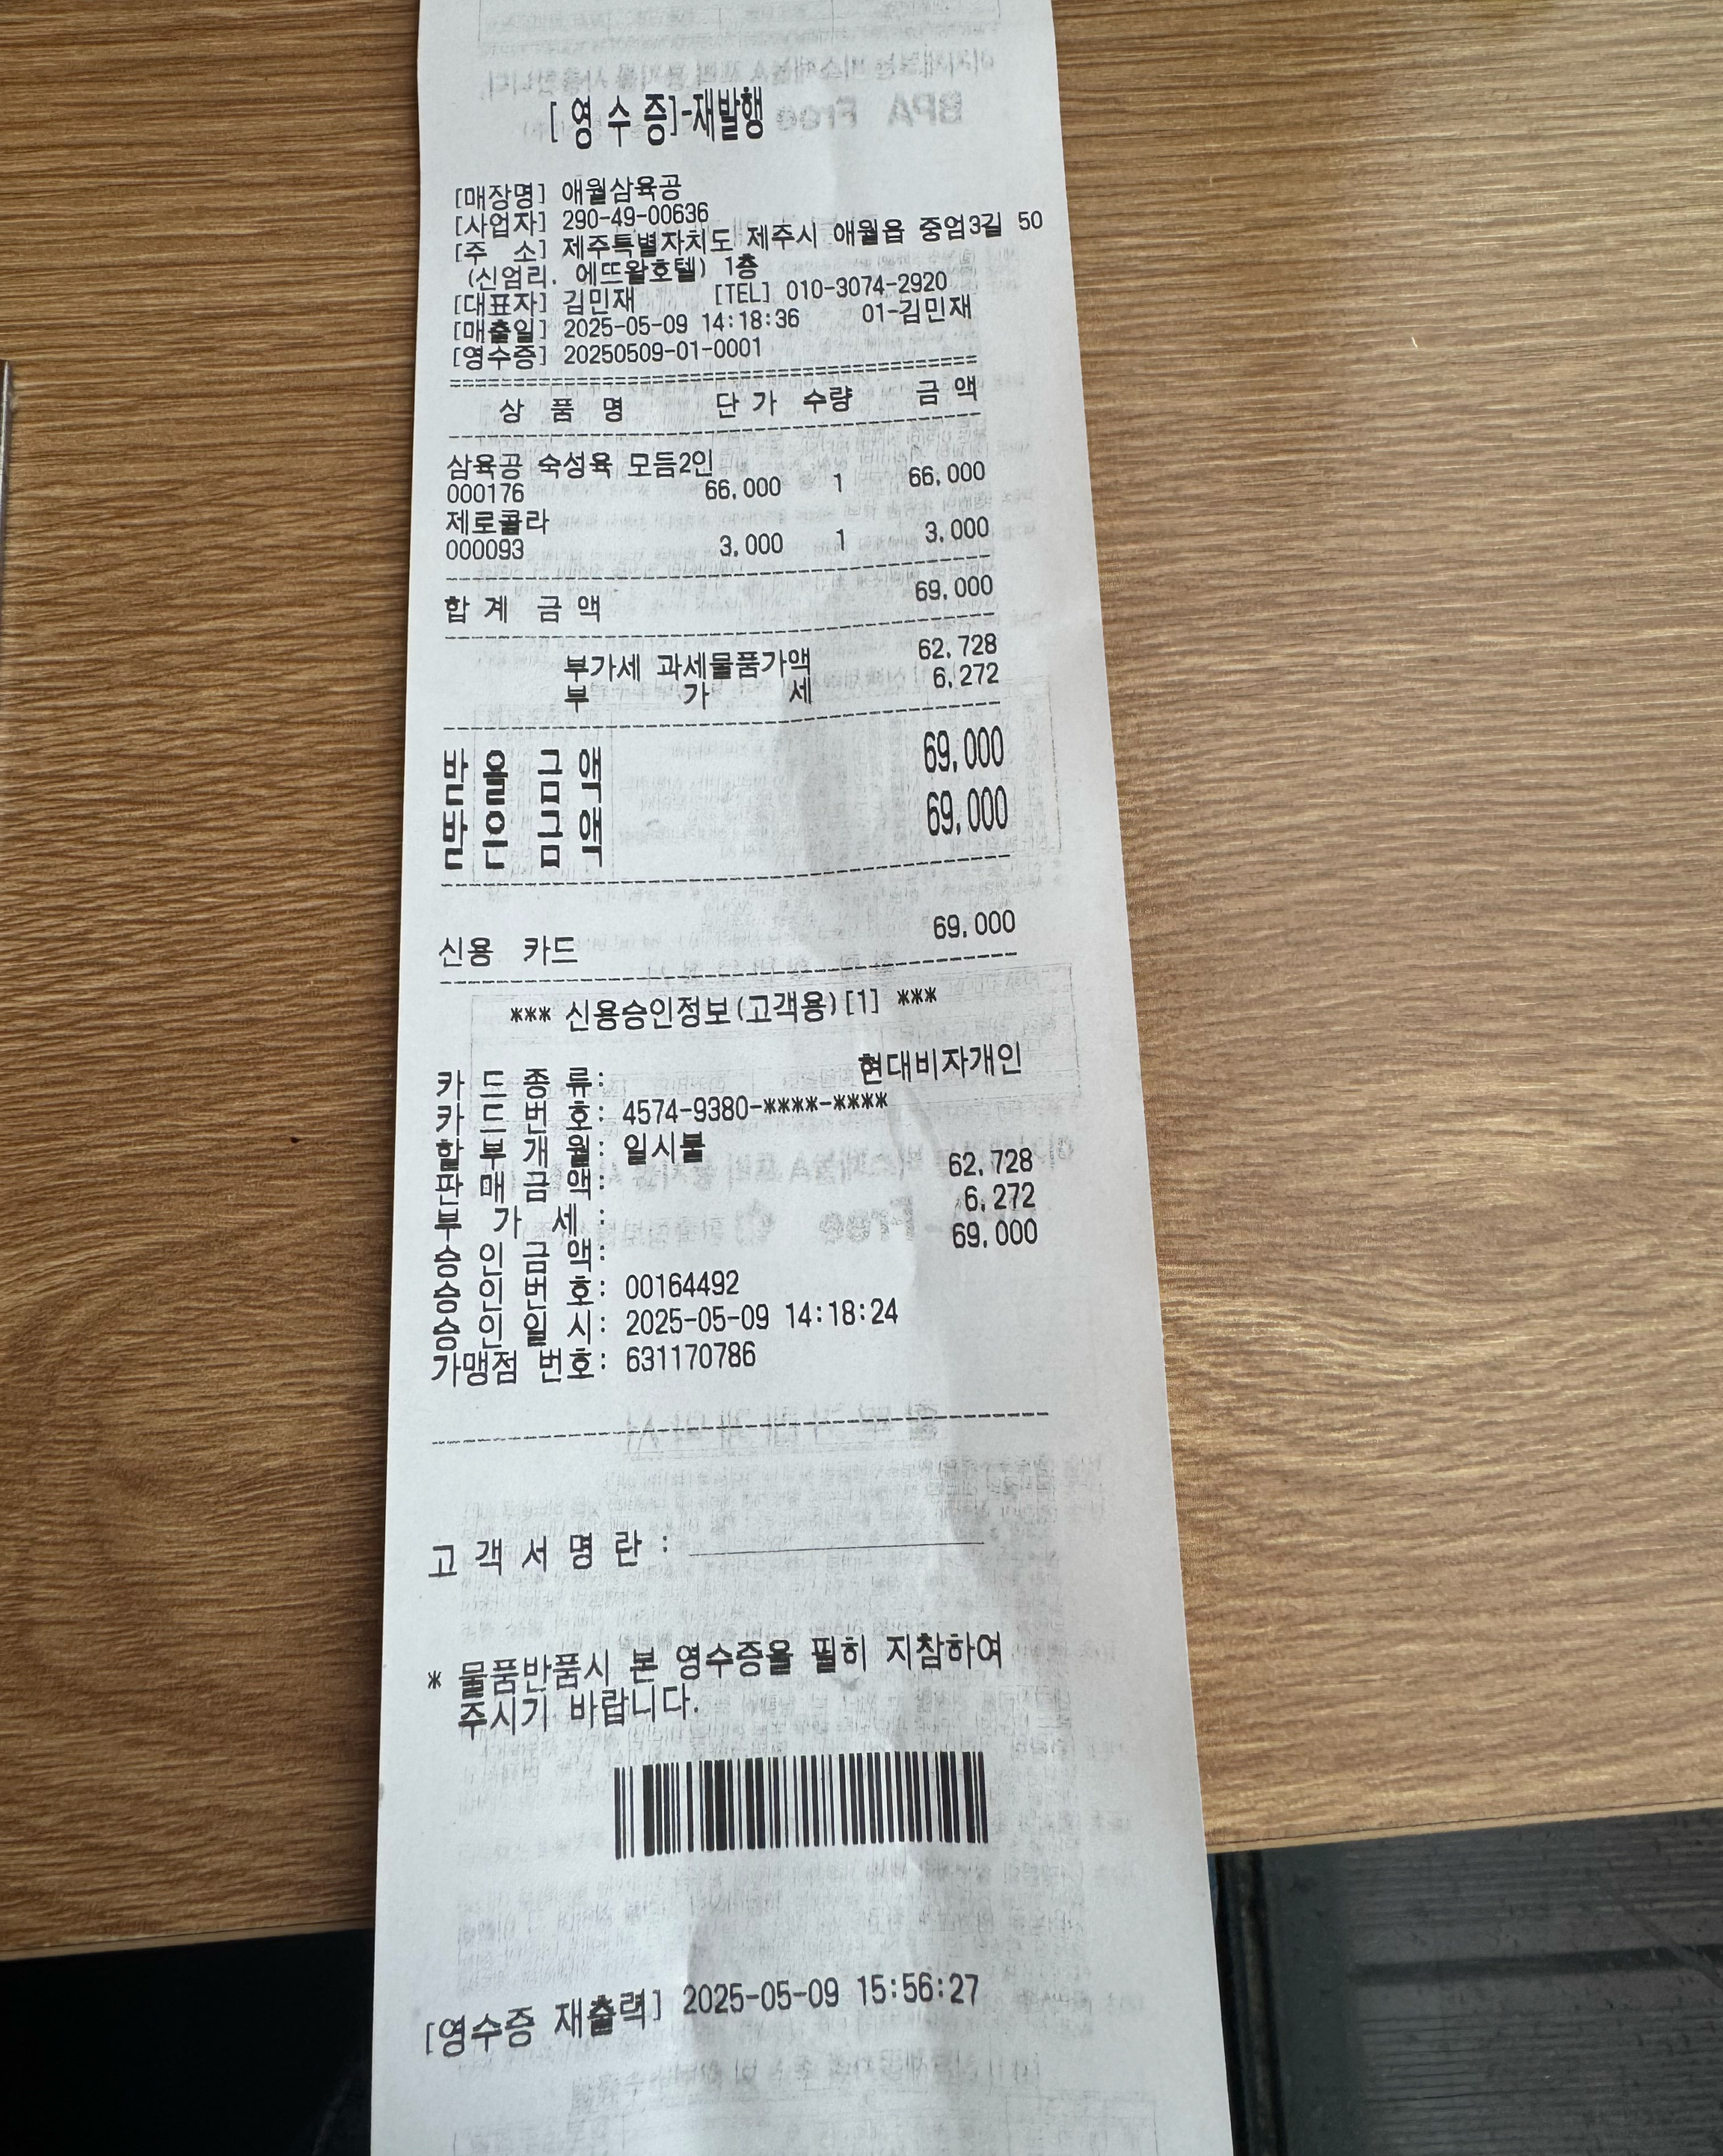 [ 영 수 증]-재발행
[매장명] 애월삼육공
[사업자] 290-49-00636
[주 소] 제주특별자치도 제주시 애월읍 중엄3길 50
(신엄리. 에뜨왈호텔) 1층
[대표자] 김민재 [TEL] 010-3074-2920
[매출일] 2025-05-09 14:18:36 01-김민재
[영수증] 20250509-01-0001
상 품 명 단 가 수량 금 액
삼육공 숙성육 모듬2인
000176 66,000 1 66,000
제로콜라
000093 3,000 1 3,000
합 계 금 액 69,000
부가세 과세물품가액 62,728
부 가 세 6,272
받 을 금 액 69,000
받 은 금 액 69,000
신용 카드 69,000
*** 신용승인정보(고객용)[1] ***
카 드 종 류: 현대비자개인
카 드 번 호: 4574-9380-****-****
할 부 개 월: 일시불
판 매 금 액: 62,728
부 가 세 : 6,272
승 인 금 액: 69,000
승 인 번 호: 00164492
승 인 일 시: 2025-05-09 14:18:24
가맹점 번호: 631170786
고 객 서 명 란 :
* 물품반품시 본 영수증을 필히 지참하여
주시기 바랍니다.
[영수증 재출력] 2025-05-09 15:56:27